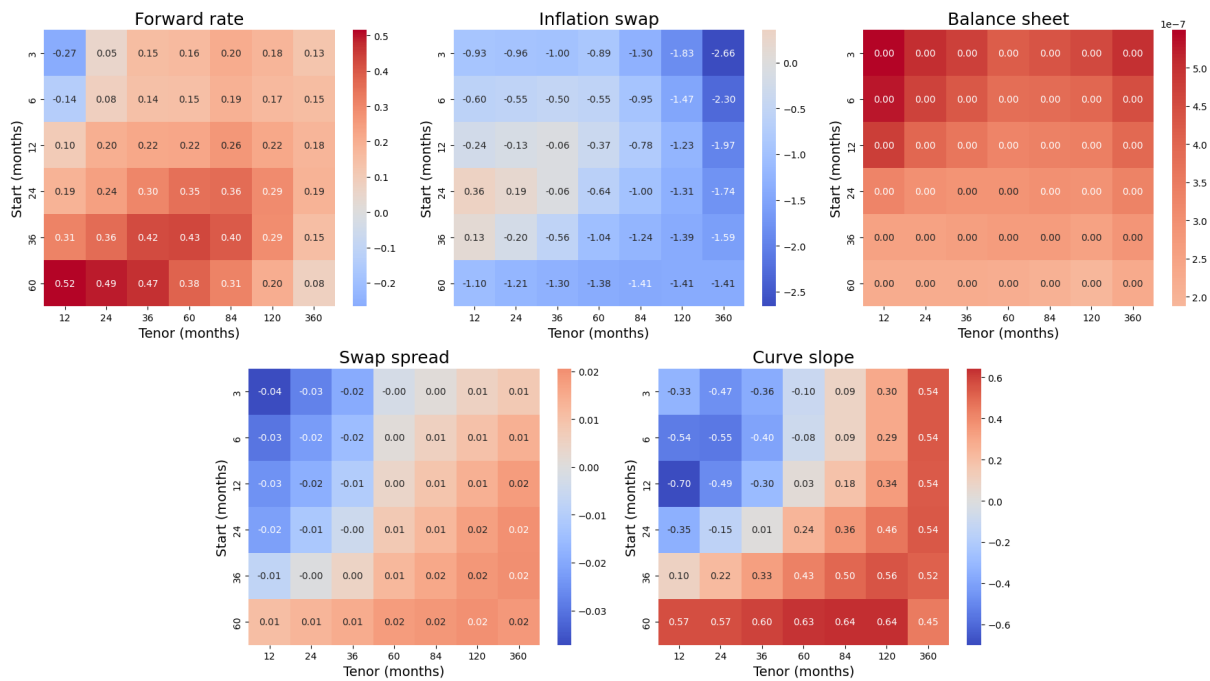 Forward rate
3 -0.27 0.05 0.15 0.16 0.20 0.18 0.13
6 -0.14 0.08 0.14 0.15 0.19 0.17 0.15
12 0.10 0.20 0.22 0.22 0.26 0.22 0.18
24 0.19 0.24 0.30 0.35 0.36 0.29 0.19
36 0.31 0.36 0.42 0.43 0.40 0.29 0.15
60 0.52 0.49 0.47 0.38 0.31 0.20 0.08
12 24 36 60 84 120 360
Start (months)
Tenor (months)
0.5
0.4
0.3
0.2
0.1
0.0
−0.1
−0.2
Inflation swap
3 -0.93 -0.96 -1.00 -0.89 -1.30 -1.83 -2.66
6 -0.60 -0.55 -0.50 -0.55 -0.95 -1.47 -2.30
12 -0.24 -0.13 -0.06 -0.37 -0.78 -1.23 -1.97
24 0.36 0.19 -0.06 -0.64 -1.00 -1.31 -1.74
36 0.13 -0.20 -0.56 -1.04 -1.24 -1.39 -1.59
60 -1.10 -1.21 -1.30 -1.38 -1.41 -1.41 -1.41
12 24 36 60 84 120 360
Start (months)
Tenor (months)
0.0
−0.5
−1.0
−1.5
−2.0
−2.5
Balance sheet
3 0.00 0.00 0.00 0.00 0.00 0.00 0.00
6 0.00 0.00 0.00 0.00 0.00 0.00 0.00
12 0.00 0.00 0.00 0.00 0.00 0.00 0.00
24 0.00 0.00 0.00 0.00 0.00 0.00 0.00
36 0.00 0.00 0.00 0.00 0.00 0.00 0.00
60 0.00 0.00 0.00 0.00 0.00 0.00 0.00
12 24 36 60 84 120 360
Start (months)
Tenor (months)
1e−7
5.0
4.5
4.0
3.5
3.0
2.5
2.0
Swap spread
3 -0.04 -0.03 -0.02 -0.00 -0.00 0.01 0.01
6 -0.03 -0.02 -0.02 0.00 0.01 0.01 0.01
12 -0.03 -0.02 -0.01 0.00 0.01 0.01 0.02
24 -0.02 -0.01 -0.00 0.01 0.01 0.02 0.02
36 -0.01 -0.00 0.00 0.01 0.02 0.02 0.02
60 0.01 0.01 0.01 0.02 0.02 0.02 0.02
12 24 36 60 84 120 360
Start (months)
Tenor (months)
0.02
0.01
0.00
−0.01
−0.02
−0.03
Curve slope
3 -0.33 -0.47 -0.36 -0.10 0.09 0.30 0.54
6 -0.54 -0.55 -0.40 -0.08 0.09 0.29 0.54
12 -0.70 -0.49 -0.30 0.03 0.18 0.34 0.54
24 -0.35 -0.15 0.01 0.24 0.36 0.46 0.54
36 0.10 0.22 0.33 0.43 0.50 0.56 0.52
60 0.57 0.57 0.60 0.63 0.64 0.64 0.45
12 24 36 60 84 120 360
Start (months)
Tenor (months)
0.6
0.4
0.2
0.0
−0.2
−0.4
−0.6